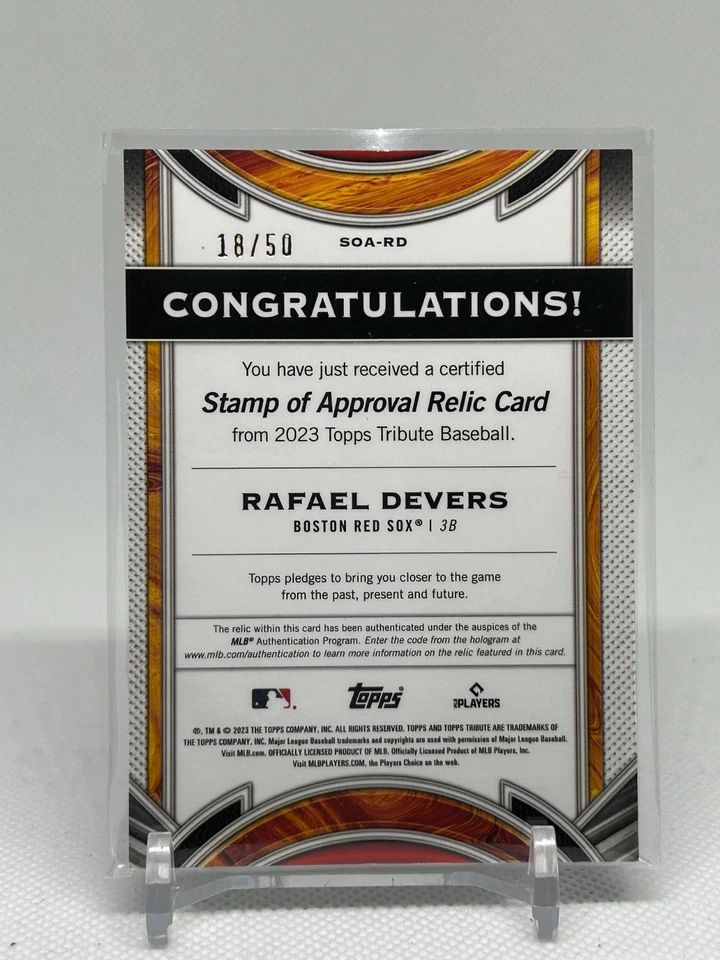 18/50 SOA-RD
CONGRATULATIONS!
You have just received a certified
Stamp of Approval Relic Card
from 2023 Topps Tribute Baseball.
RAFAEL DEVERS
BOSTON RED SOX® | 3B
Topps pledges to bring you closer to the game
from the past, present and future.
The relic within this card has been authenticated under the auspices of the
MLB® Authentication Program. Enter the code from the hologram at
www.mlb.com/authentication to learn more information on the relic featured in this card.
topps PLAYERS
®, TM & © 2023 THE TOPPS COMPANY, INC. ALL RIGHTS RESERVED. TOPPS AND TOPPS TRIBUTE ARE TRADEMARKS OF
THE TOPPS COMPANY, INC. Major League Baseball trademarks and copyrights are used with permission of Major League Baseball.
Visit MLB.com. OFFICIALLY LICENSED PRODUCT OF MLB. Officially Licensed Product of MLB Players, Inc.
Visit MLBPLAYERS.COM, the Players Choice on the web.